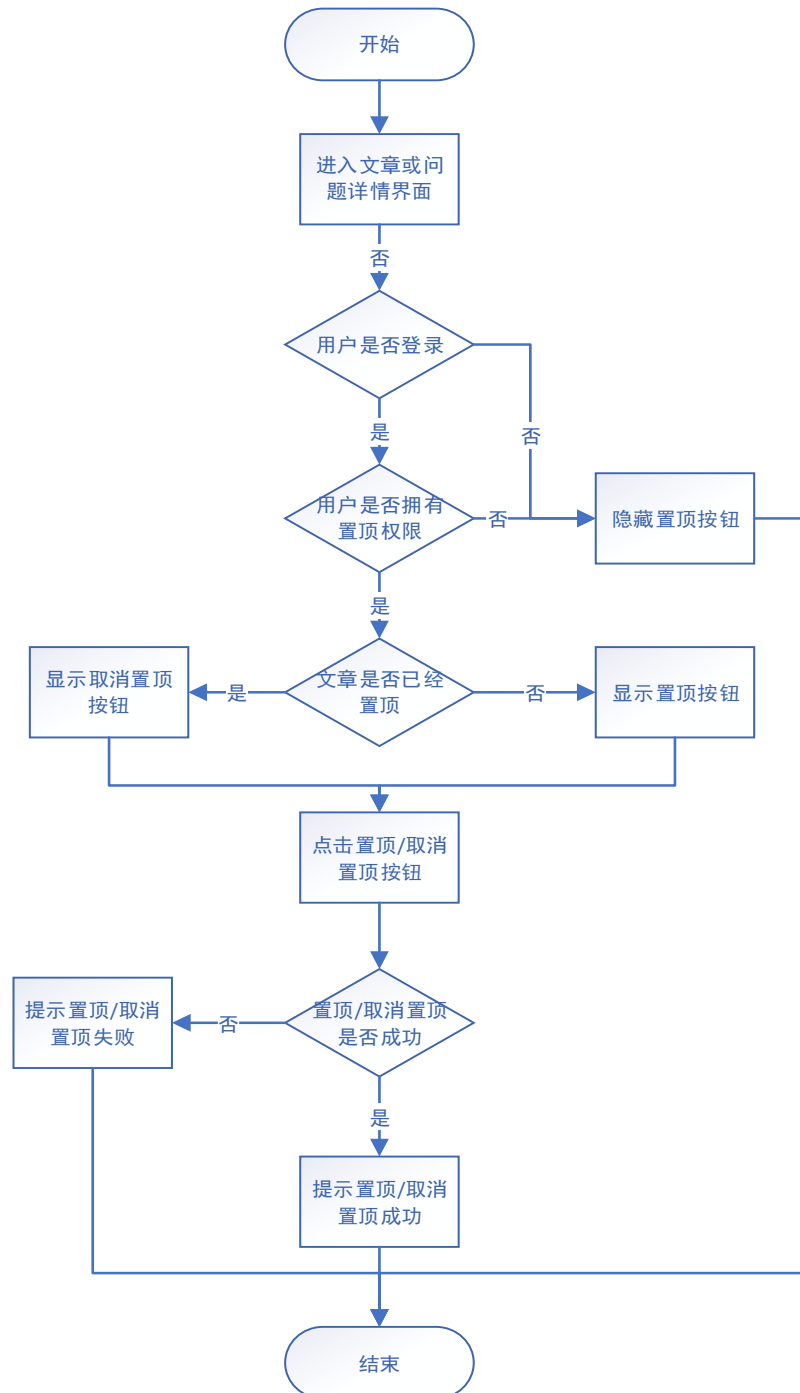 开始
进入文章或问
题详情界面
否
用户是否登录
是
否
用户是否拥有
置顶权限
否
隐藏置顶按钮
是
显示取消置顶
按钮
是
文章是否已经
置顶
否
显示置顶按钮
点击置顶/取消
置顶按钮
提示置顶/取消
置顶失败
否
置顶/取消置顶
是否成功
是
提示置顶/取消
置顶成功
结束